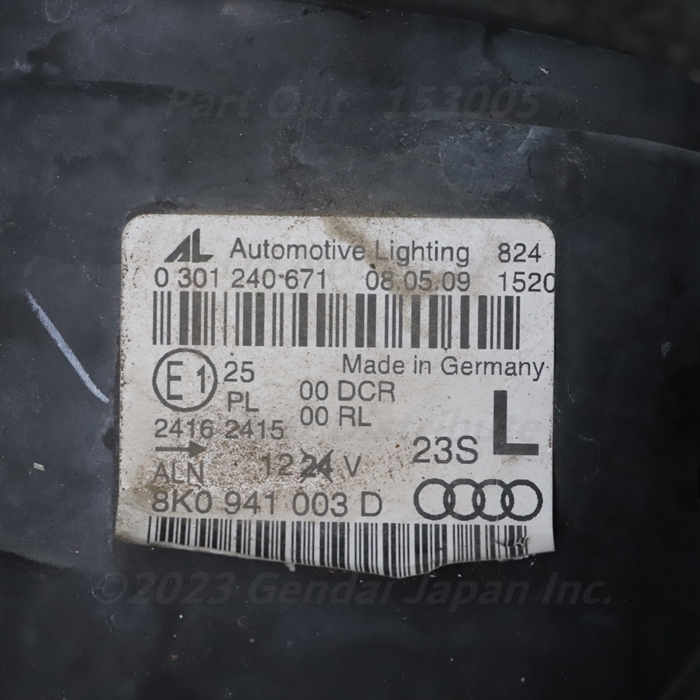 Part Out 153005
AL Automotive Lighting 824
0 301 240-671 08.05.09 1520
E1 25 Made in Germany
PL 00 DCR
00 RL
2416 2415
L
23S
ALN 12 24 V
8K0 941 003 D
©2023 Gendai Japan Inc.